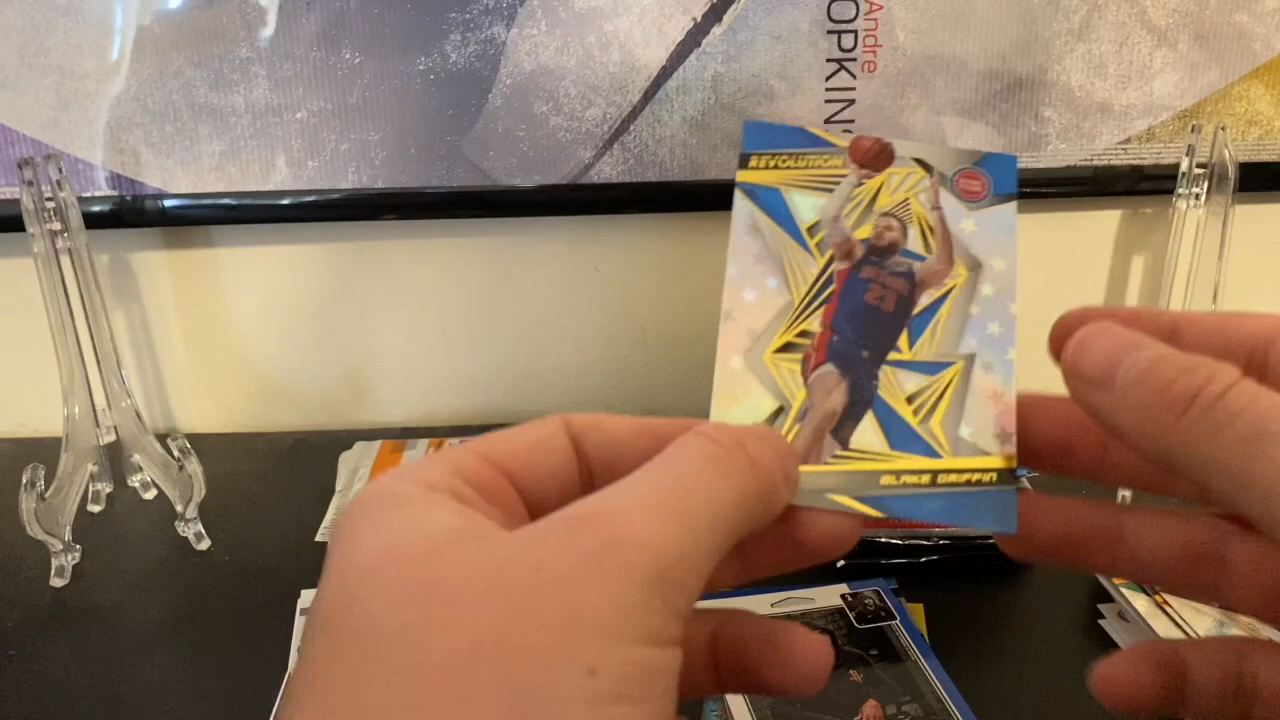 Andre
OPKIN'
REVOLUTION
23
BLAKE GRIFFIN